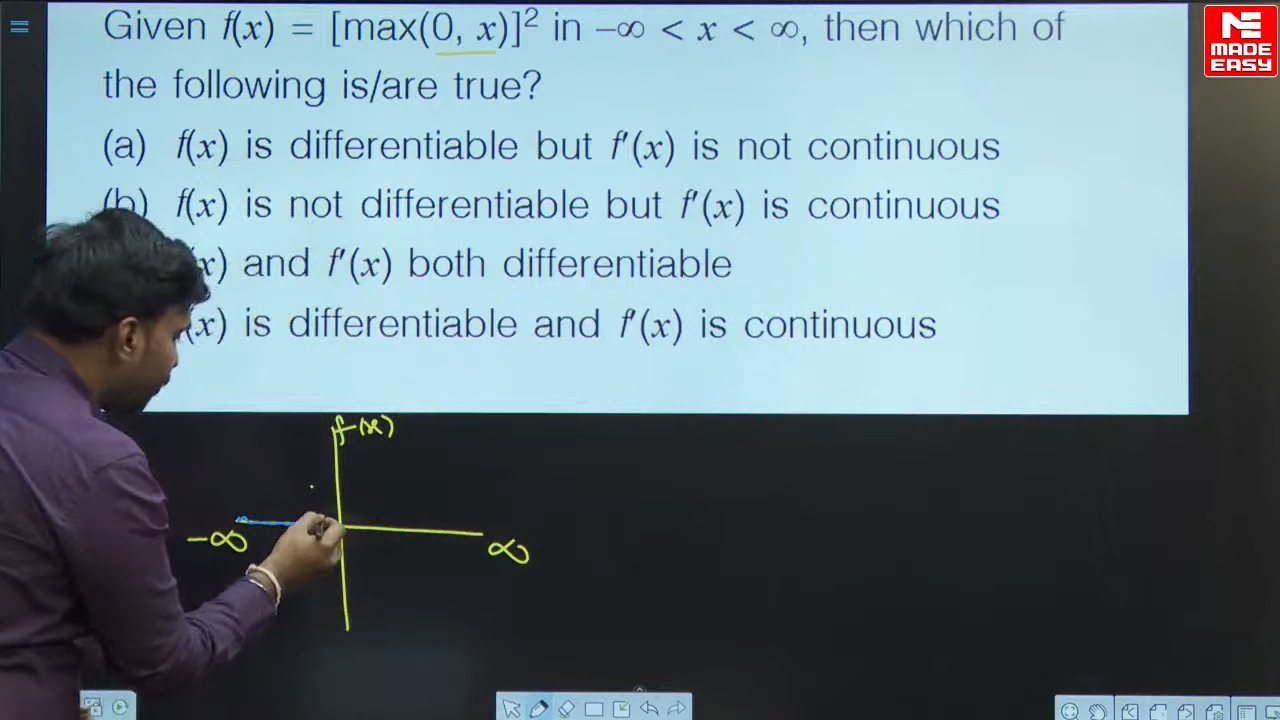 Given f(x) = [max(0, x)]² in −∞ < x < ∞, then which of
the following is/are true?
(a) f(x) is differentiable but f′(x) is not continuous
(b) f(x) is not differentiable but f′(x) is continuous
x) and f′(x) both differentiable
(x) is differentiable and f′(x) is continuous
ME
MADE
EASY
f(x)
−∞
∞